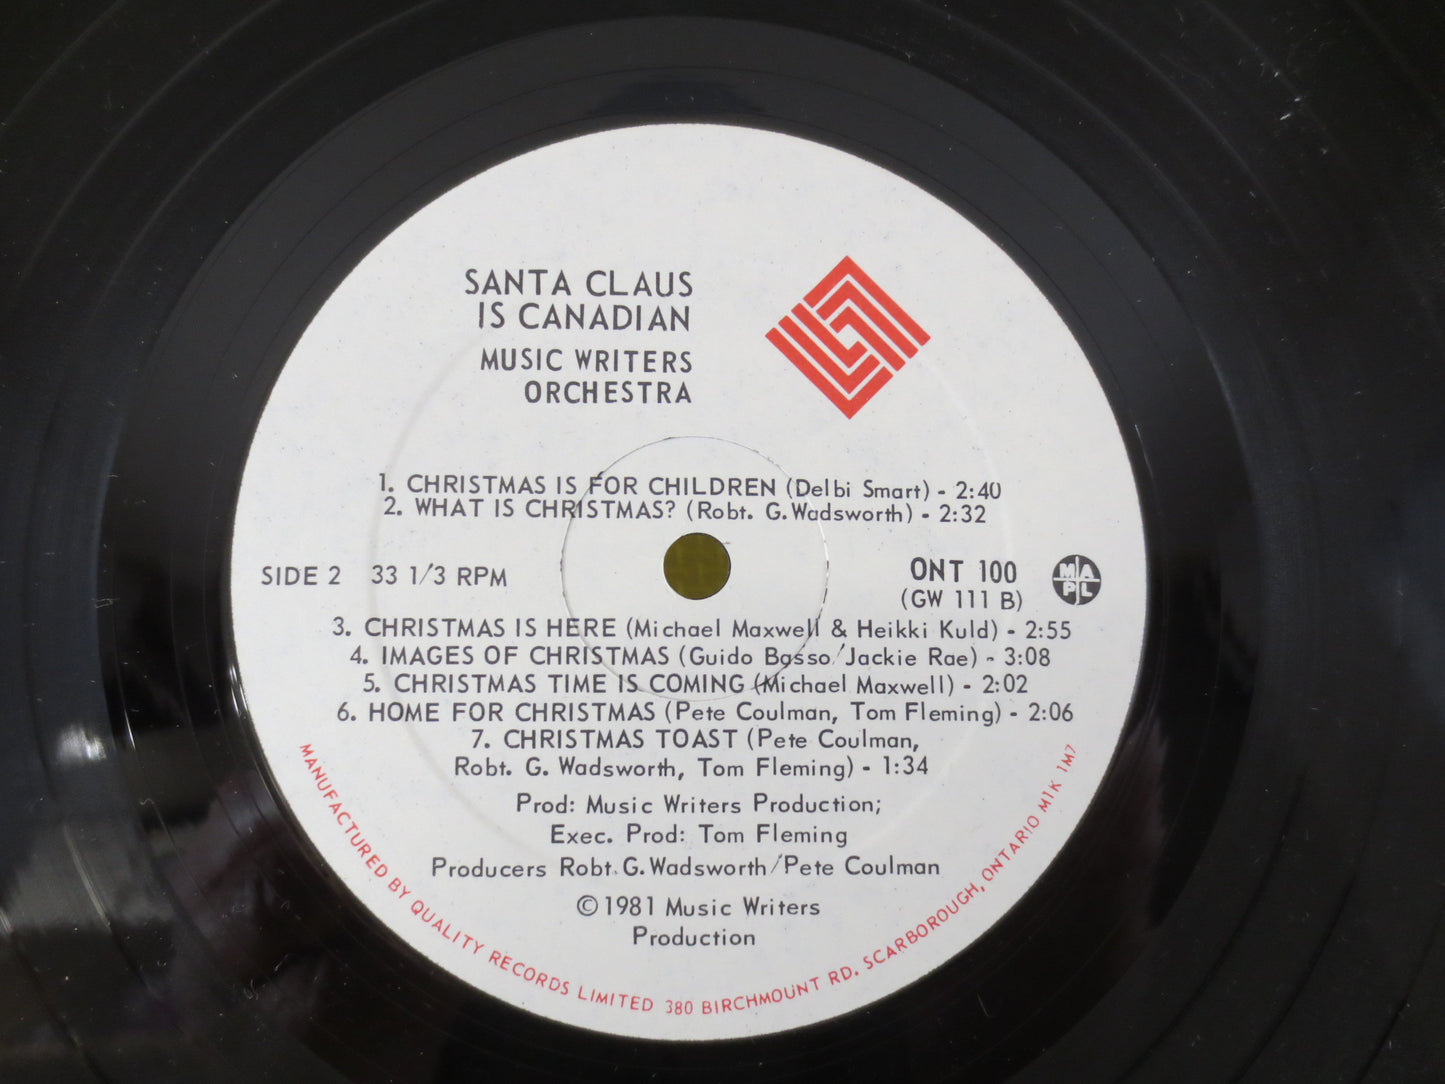 SANTA CLAUS
IS CANADIAN
MUSIC WRITERS
ORCHESTRA
1. CHRISTMAS IS FOR CHILDREN (Delbi Smart) - 2:40
2. WHAT IS CHRISTMAS? (Robt. G. Wadsworth) - 2:32
SIDE 2 33 1/3 RPM
ONT 100
(GW 111 B)
MAPL
3. CHRISTMAS IS HERE (Michael Maxwell & Heikki Kuld) - 2:55
4. IMAGES OF CHRISTMAS (Guido Basso/Jackie Rae) - 3:08
5. CHRISTMAS TIME IS COMING (Michael Maxwell) - 2:02
6. HOME FOR CHRISTMAS (Pete Coulman, Tom Fleming) - 2:06
7. CHRISTMAS TOAST (Pete Coulman,
Robt. G. Wadsworth, Tom Fleming) - 1:34
Prod: Music Writers Production;
Exec. Prod: Tom Fleming
Producers Robt. G. Wadsworth/Pete Coulman
©1981 Music Writers
Production
MANUFACTURED BY QUALITY RECORDS LIMITED 380 BIRCHMOUNT RD. SCARBOROUGH, ONTARIO M1K 1M7